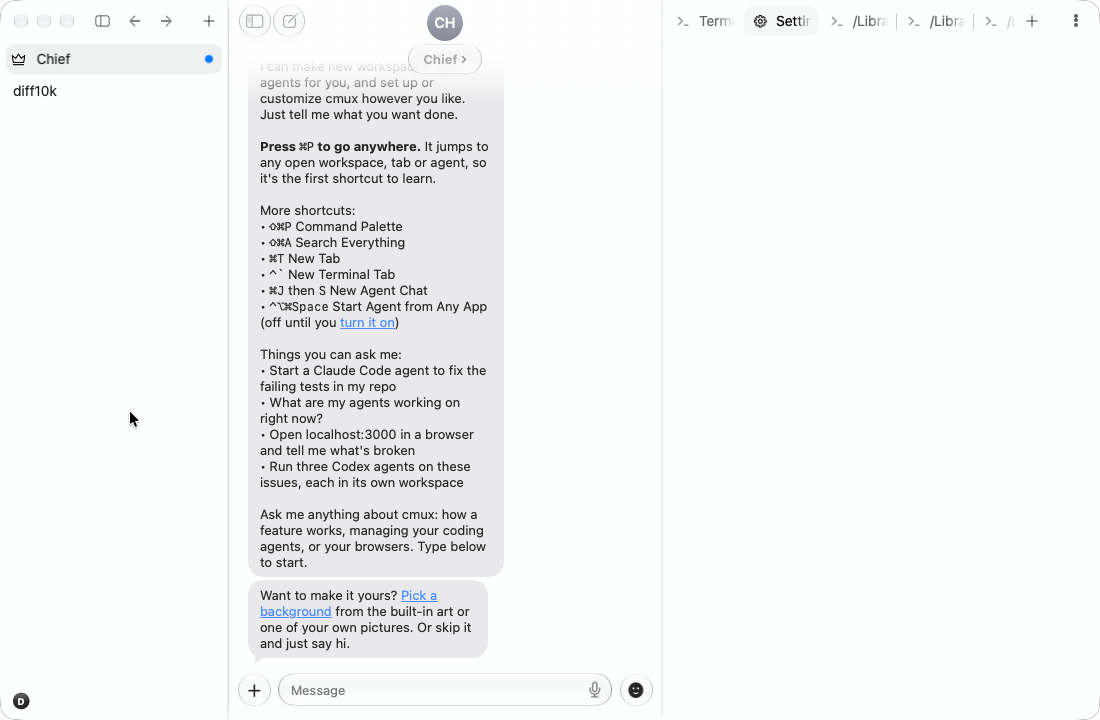 Chief
diff10k
D
CH
Chief
I can make new
agents for you, and set up or
customize cmux however you like.
Just tell me what you want done.
Press ⌘P to go anywhere. It jumps to
any open workspace, tab or agent, so
it's the first shortcut to learn.
More shortcuts:
• ⇧⌘P Command Palette
• ⇧⌘A Search Everything
• ⌘T New Tab
• ^` New Terminal Tab
• ⌘J then S New Agent Chat
• ^⌥⌘Space Start Agent from Any App
(off until you turn it on)
Things you can ask me:
• Start a Claude Code agent to fix the
failing tests in my repo
• What are my agents working on
right now?
• Open localhost:3000 in a browser
and tell me what's broken
• Run three Codex agents on these
issues, each in its own workspace
Ask me anything about cmux: how a
feature works, managing your coding
agents, or your browsers. Type below
to start.
Want to make it yours? Pick a
background from the built-in art or
one of your own pictures. Or skip it
and just say hi.
Message
Termi
Settin
/Libra
/Libra